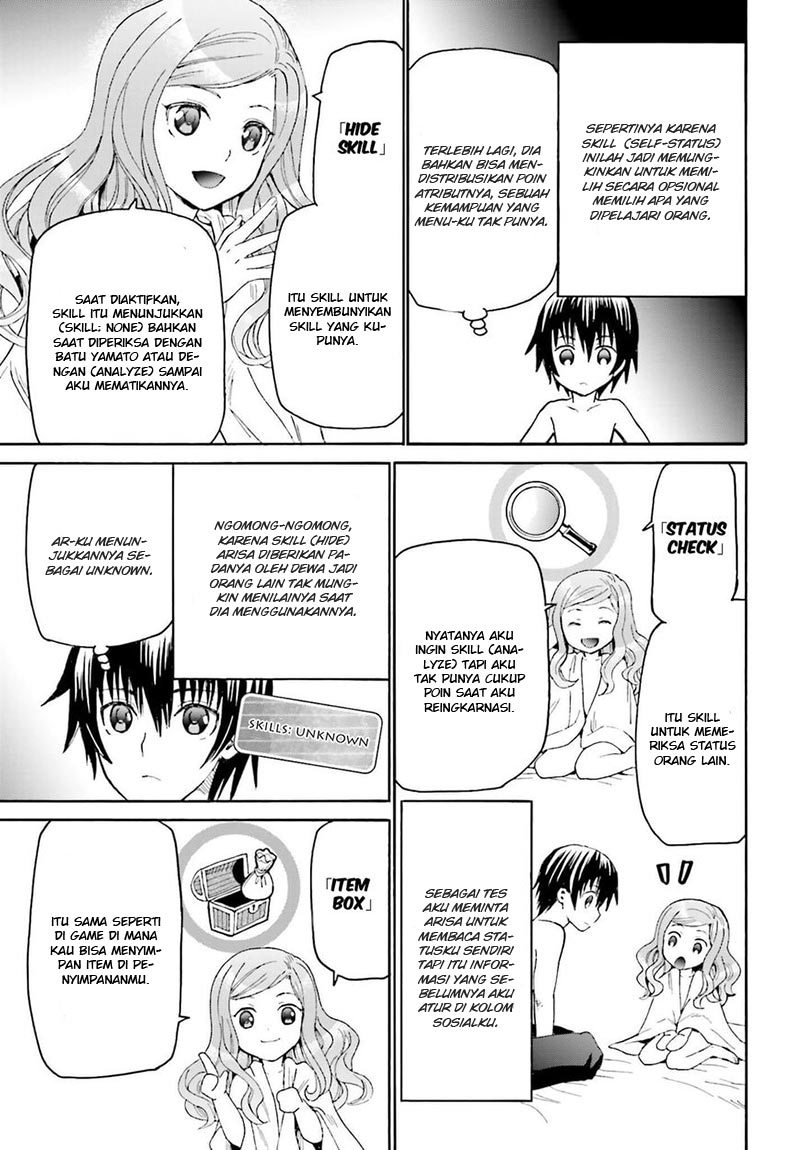 SEPERTINYA KARENA
SKILL (SELF-STATUS)
INILAH JADI MEMUNG-
KINKAN UNTUK MEMI-
LIH SECARA OPSIONAL
MEMILIH APA YANG
DIPELAJARI ORANG.
TERLEBIH LAGI, DIA
BAHKAN BISA MEN-
DISTRIBUSIKAN POIN
ATRIBUTNYA, SEBUAH
KEMAMPUAN YANG
MENU-KU TAK PUNYA.
「HIDE
SKILL」
ITU SKILL UNTUK
MENYEMBUNYIKAN
SKILL YANG KU-
PUNYA.
SAAT DIAKTIFKAN,
SKILL ITU MENUNJUKKAN
(SKILL: NONE) BAHKAN
SAAT DIPERIKSA DENGAN
BATU YAMATO ATAU DE-
NGAN (ANALYZE) SAMPAI
AKU MEMATIKANNYA.
「STATUS
CHECK」
ITU SKILL
UNTUK MEME-
RIKSA STATUS
ORANG LAIN.
NYATANYA AKU
INGIN SKILL (ANA-
LYZE) TAPI AKU
TAK PUNYA CUKUP
POIN SAAT AKU
REINGKARNASI.
NGOMONG-NGOMONG,
KARENA SKILL (HIDE)
ARISA DIBERIKAN PA-
DANYA OLEH DEWA JADI
ORANG LAIN TAK MUNG-
KIN MENILAINYA SAAT
DIA MENGGUNAKANNYA.
AR-KU MENUN-
JUKKANNYA SE-
BAGAI UNKNOWN.
SKILLS: UNKNOWN
SEBAGAI TES
AKU MEMINTA
ARISA UNTUK
MEMBACA STA-
TUSKU SENDIRI
TAPI ITU INFOR-
MASI YANG SE-
BELUMNYA AKU
ATUR DI KOLOM
SOSIALKU.
「ITEM
BOX」
ITU SAMA SEPERTI
DI GAME DI MANA
KAU BISA MENYIM-
PAN ITEM DI PE-
NYIMPANANMU.